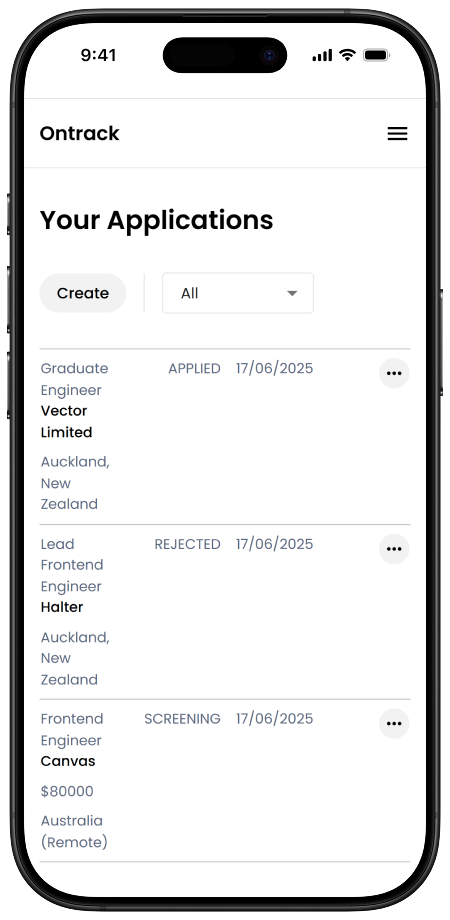 9:41
Ontrack
Your Applications
Create
All
Graduate APPLIED 17/06/2025
Engineer
Vector
Limited
Auckland,
New
Zealand
Lead REJECTED 17/06/2025
Frontend
Engineer
Halter
Auckland,
New
Zealand
Frontend SCREENING 17/06/2025
Engineer
Canvas
$80000
Australia
(Remote)